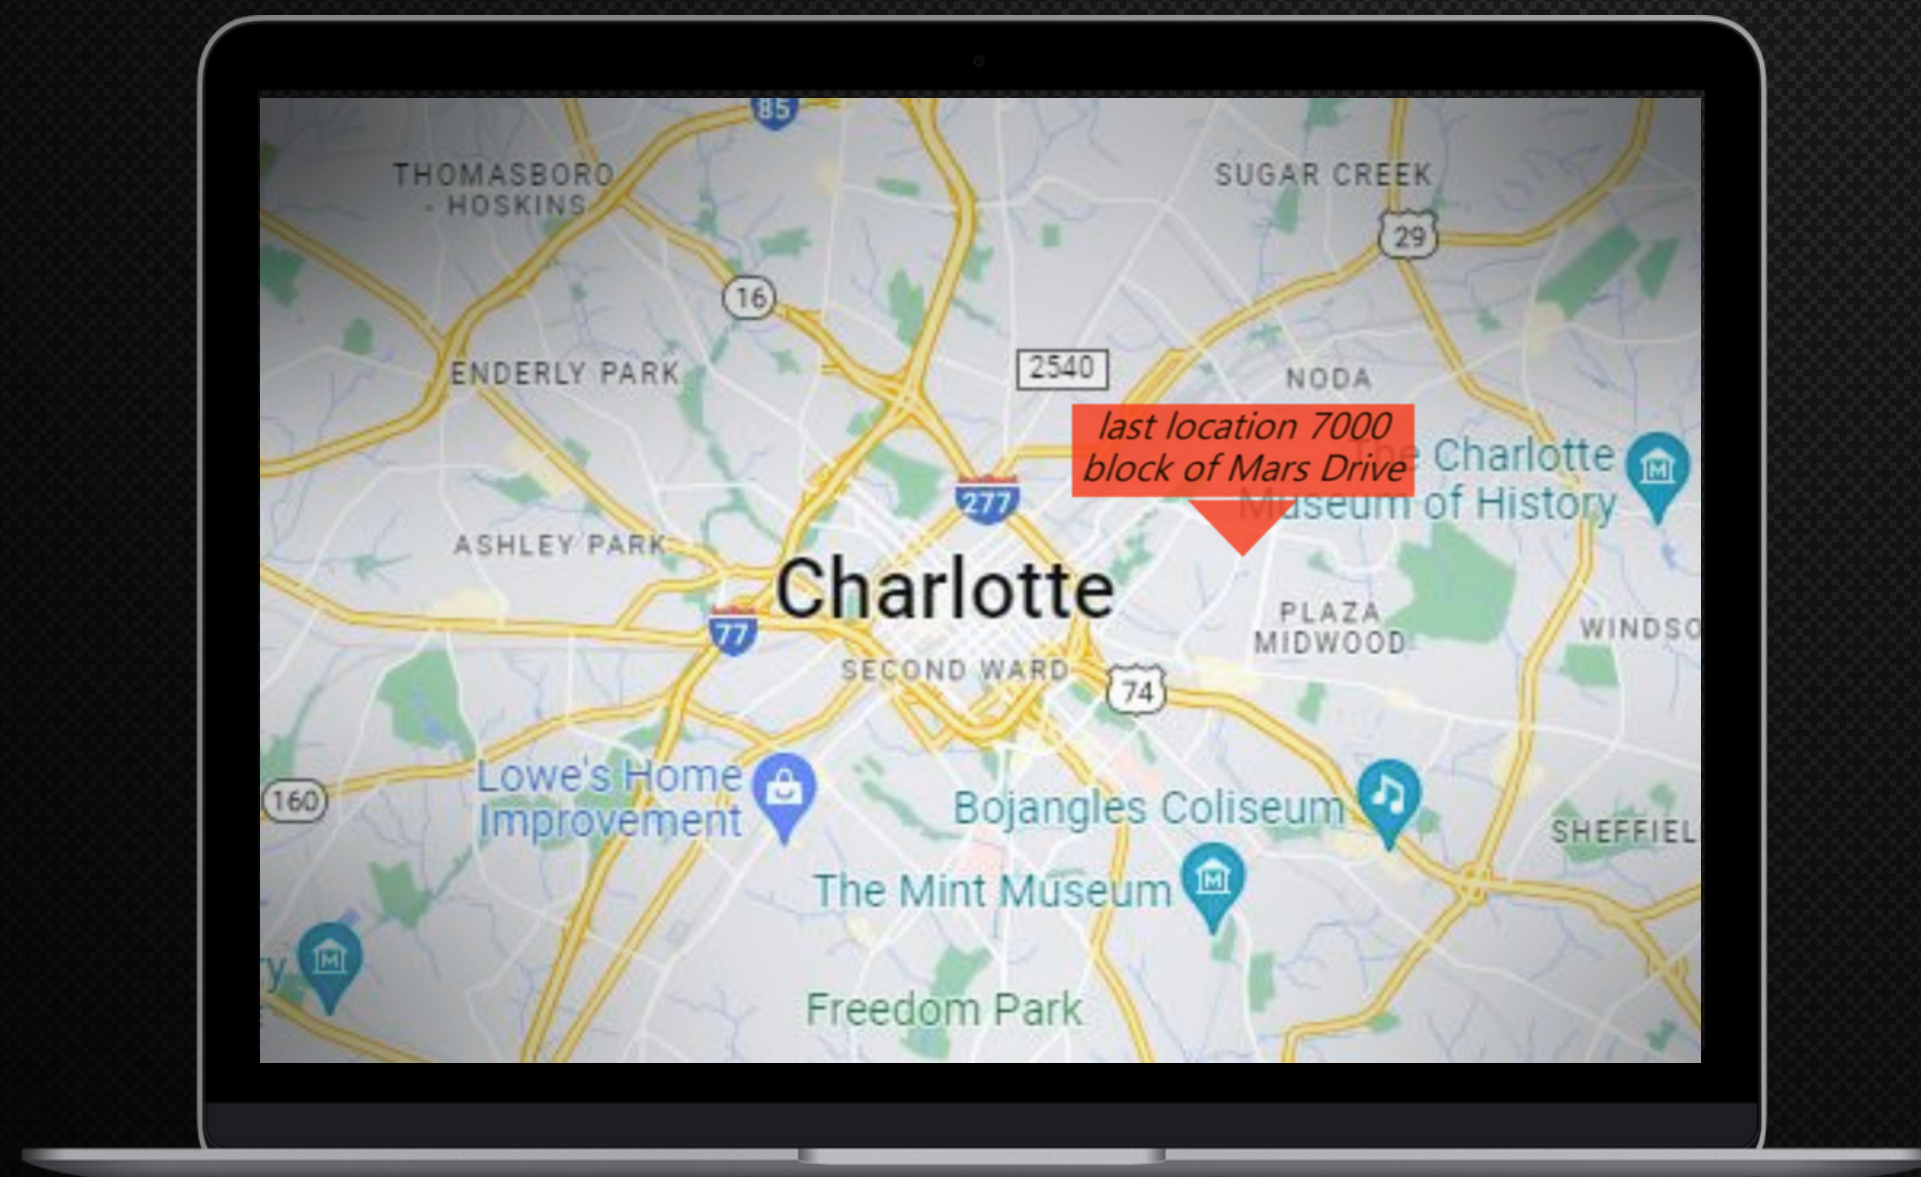 85
THOMASBORO
- HOSKINS
SUGAR CREEK
29
16
ENDERLY PARK
2540
NODA
last location 7000
block of Mars Drive
The Charlotte
Museum of History
277
ASHLEY PARK
Charlotte
77
PLAZA
MIDWOOD
WINDSO
SECOND WARD
74
Lowe's Home
Improvement
160
Bojangles Coliseum
SHEFFIEL
The Mint Museum
ry
Freedom Park